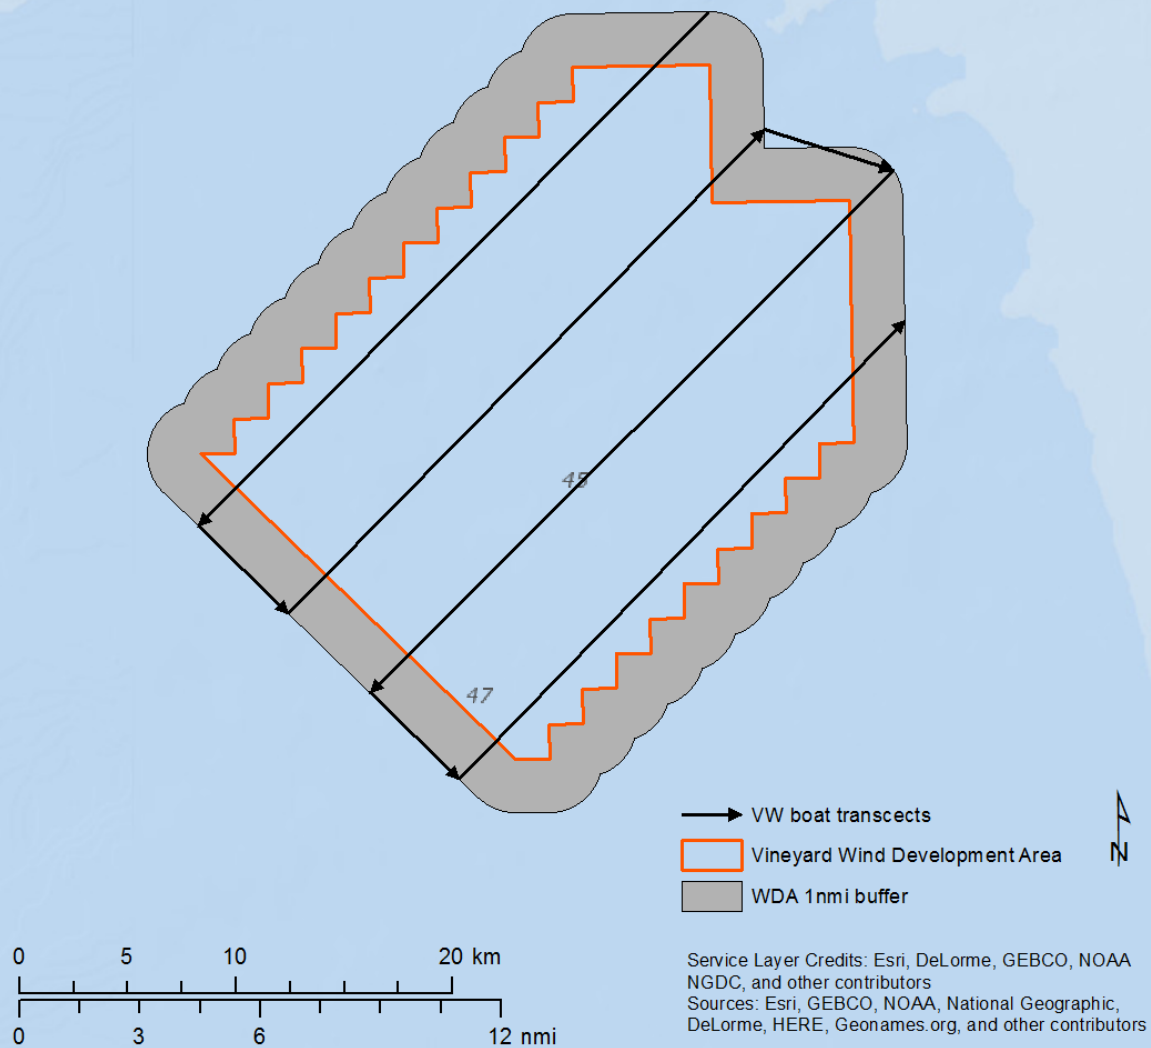 45
47
VW boat transcects
Vineyard Wind Development Area
N
WDA 1nmi buffer
0 5 10 20 km
0 3 6 12 nmi
Service Layer Credits: Esri, DeLorme, GEBCO, NOAA
NGDC, and other contributors
Sources: Esri, GEBCO, NOAA, National Geographic,
DeLorme, HERE, Geonames.org, and other contributors